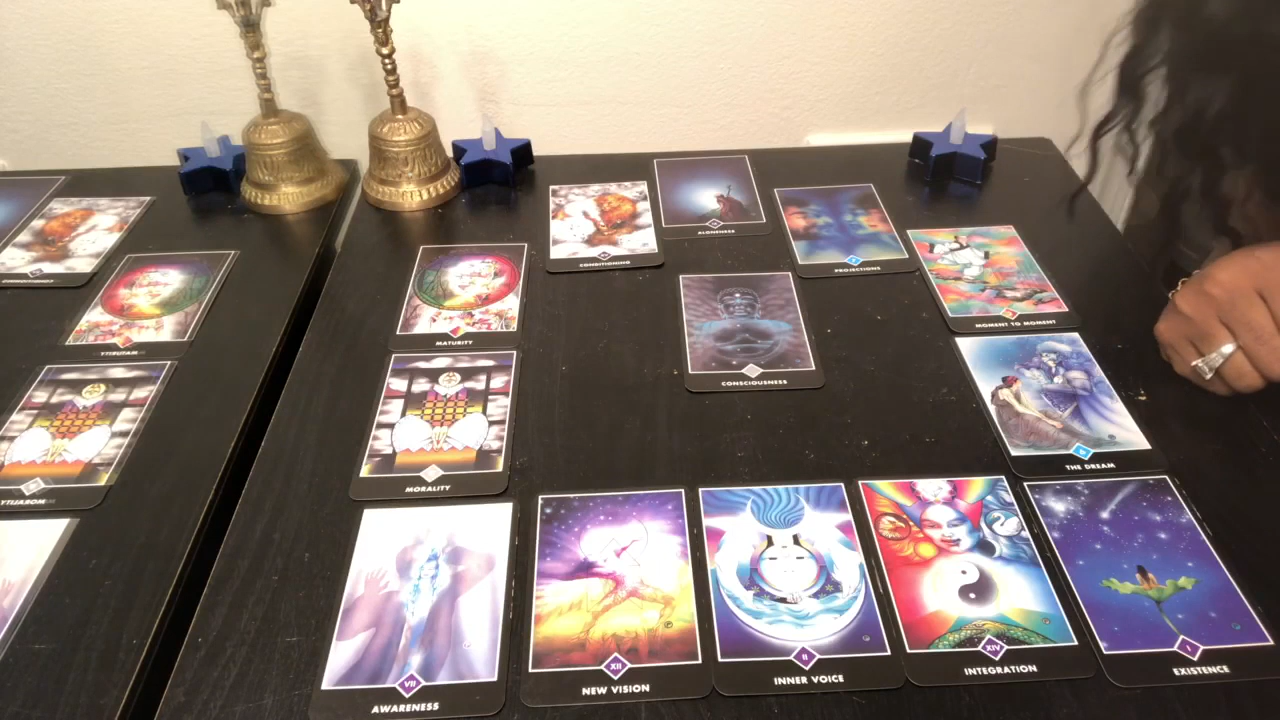 ALONENESS
CONDITIONING
PROJECTIONS
MOMENT TO MOMENT
MATURITY
CONSCIOUSNESS
THE DREAM
MORALITY
VII
AWARENESS
XII
NEW VISION
II
INNER VOICE
XIV
INTEGRATION
I
EXISTENCE